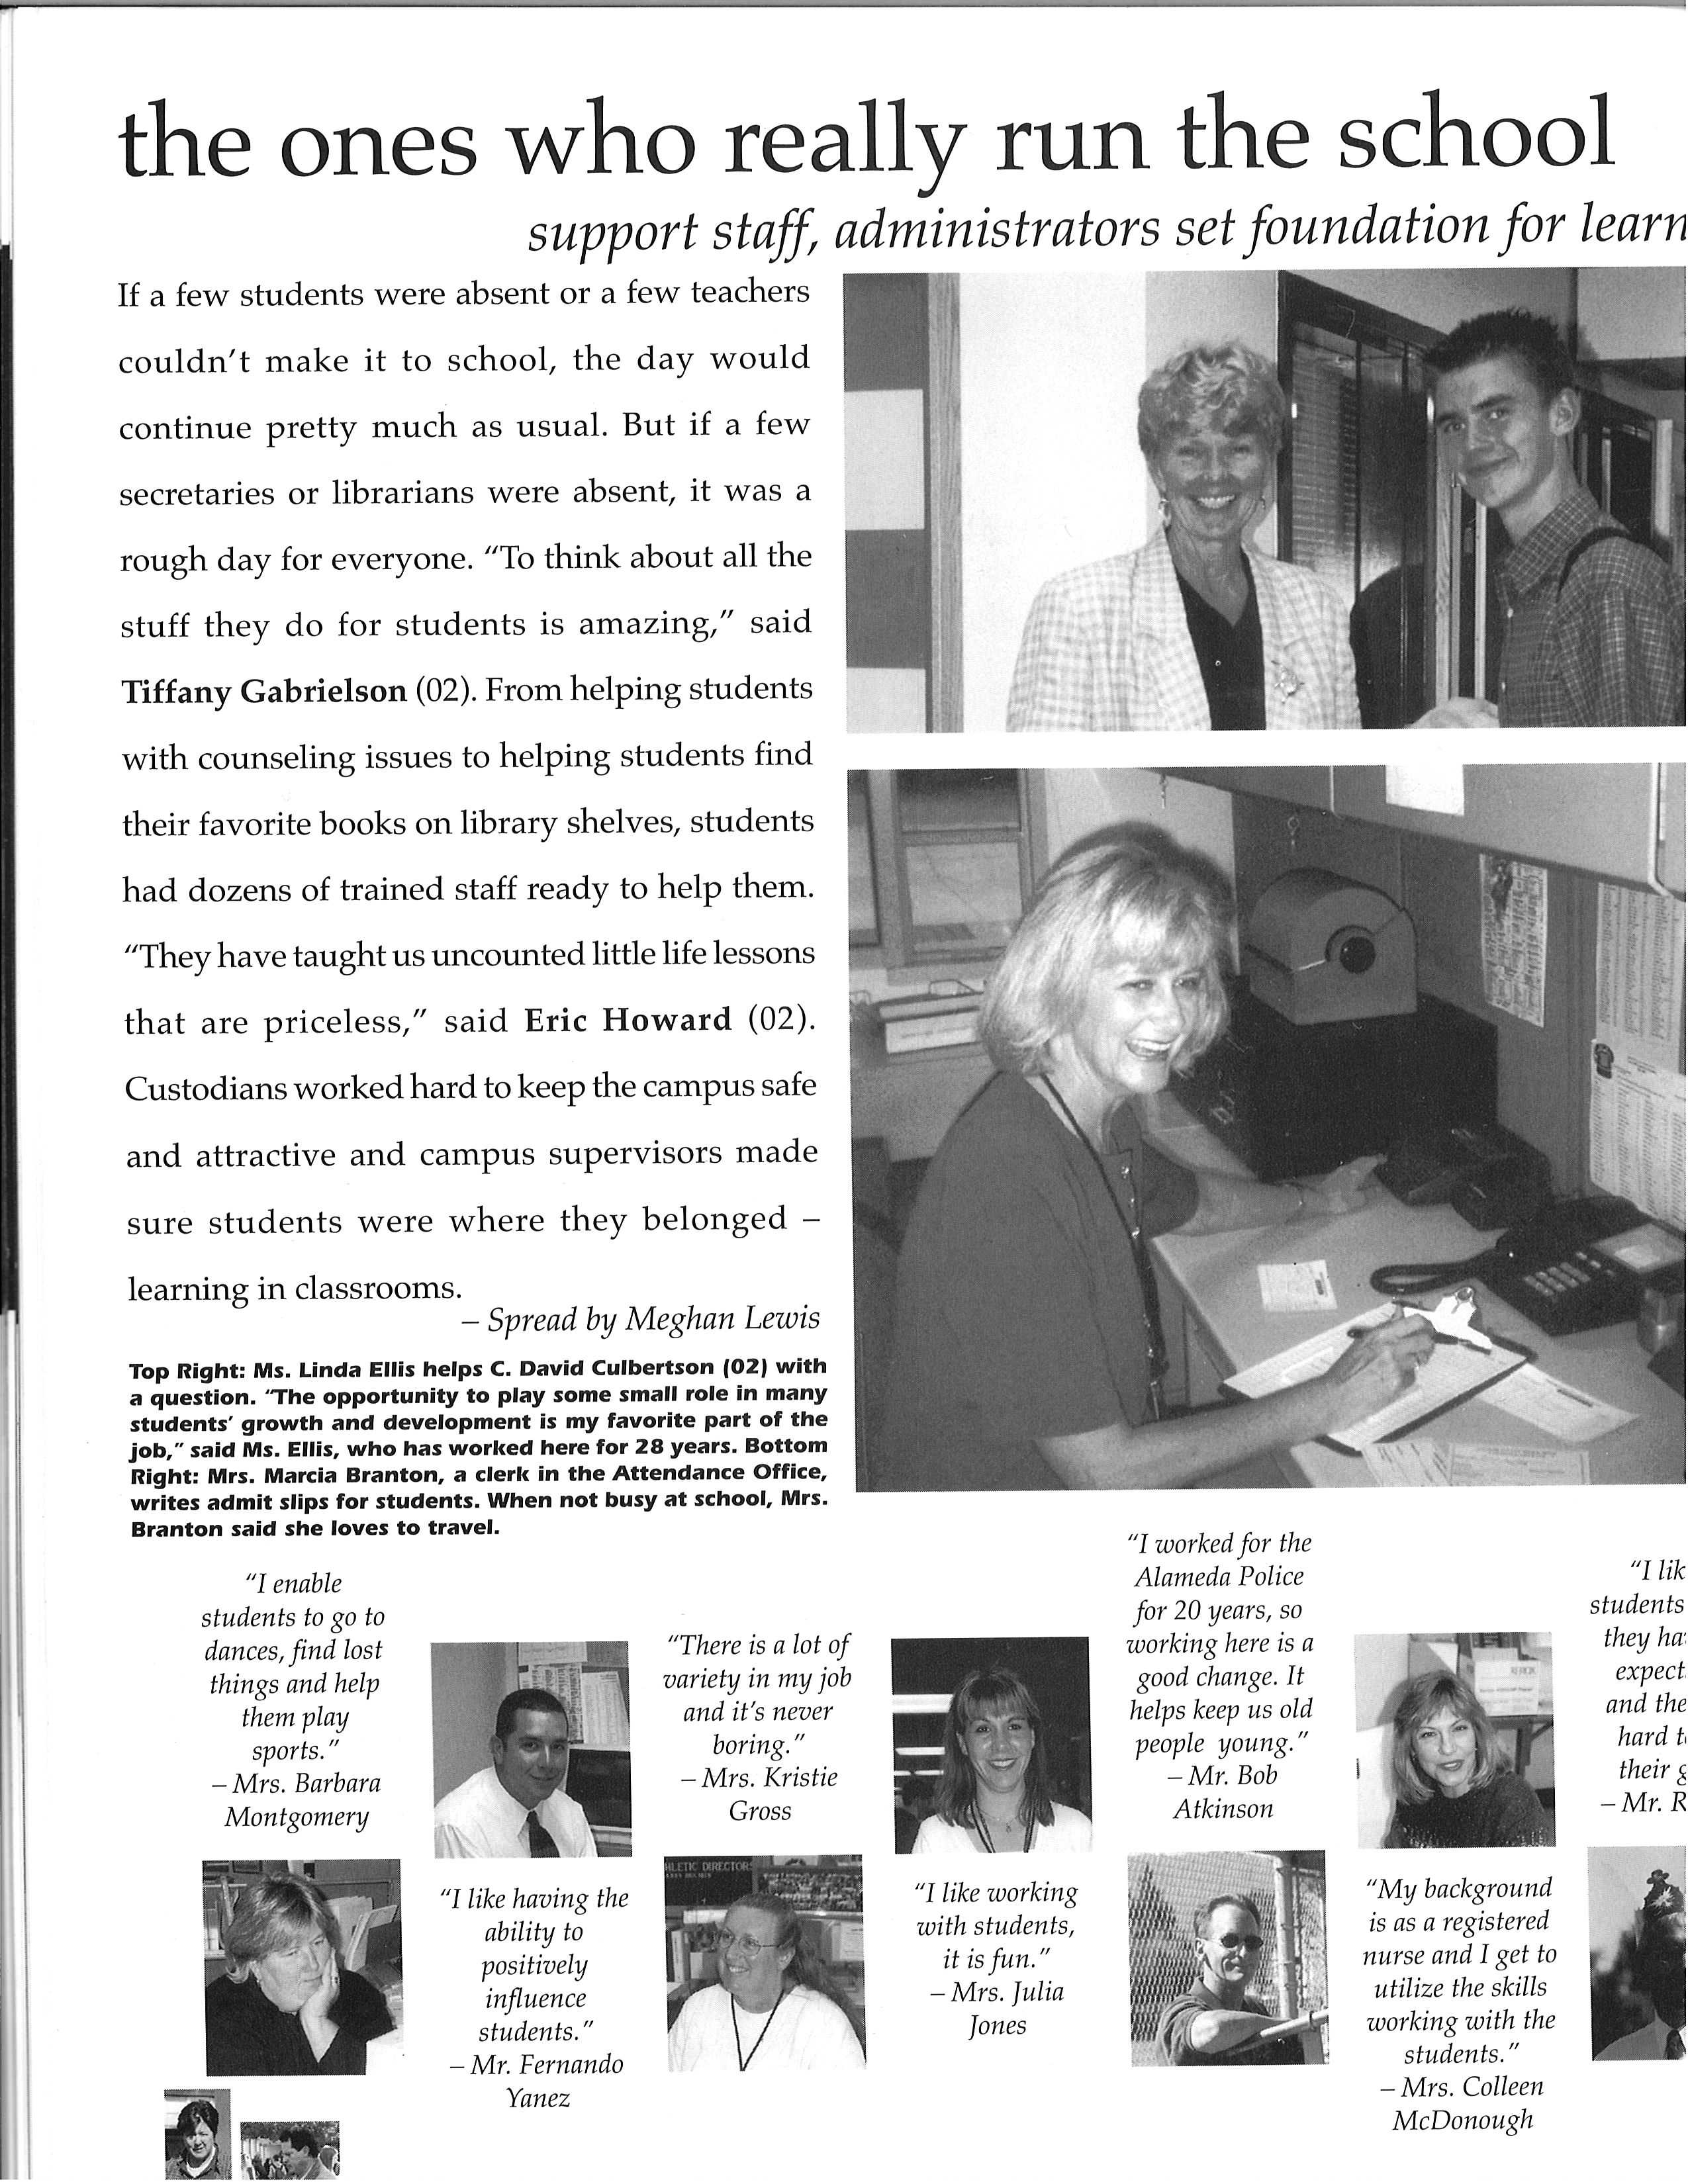 the ones who really run the school
support staff, administrators set foundation for learn
If a few students were absent or a few teachers
couldn't make it to school, the day would
continue pretty much as usual. But if a few
secretaries or librarians were absent, it was a
rough day for everyone. “To think about all the
stuff they do for students is amazing,” said
Tiffany Gabrielson (02). From helping students
with counseling issues to helping students find
their favorite books on library shelves, students
had dozens of trained staff ready to help them.
“They have taught us uncounted little life lessons
that are priceless,” said Eric Howard (02).
Custodians worked hard to keep the campus safe
and attractive and campus supervisors made
sure students were where they belonged –
learning in classrooms.
– Spread by Meghan Lewis
Top Right: Ms. Linda Ellis helps C. David Culbertson (02) with
a question. “The opportunity to play some small role in many
students’ growth and development is my favorite part of the
job,” said Ms. Ellis, who has worked here for 28 years. Bottom
Right: Mrs. Marcia Branton, a clerk in the Attendance Office,
writes admit slips for students. When not busy at school, Mrs.
Branton said she loves to travel.
“I enable
students to go to
dances, find lost
things and help
them play
sports.”
– Mrs. Barbara
Montgomery
“I like having the
ability to
positively
influence
students.”
– Mr. Fernando
Yanez
“There is a lot of
variety in my job
and it's never
boring.”
– Mrs. Kristie
Gross
“I like working
with students,
it is fun.”
– Mrs. Julia
Jones
“I worked for the
Alameda Police
for 20 years, so
working here is a
good change. It
helps keep us old
people young.”
– Mr. Bob
Atkinson
“My background
is as a registered
nurse and I get to
utilize the skills
working with the
students.”
– Mrs. Colleen
McDonough
“I lik
students
they ha
expect
and the
hard t
their g
– Mr. R
HLETIC DIRECTOR
XEROX